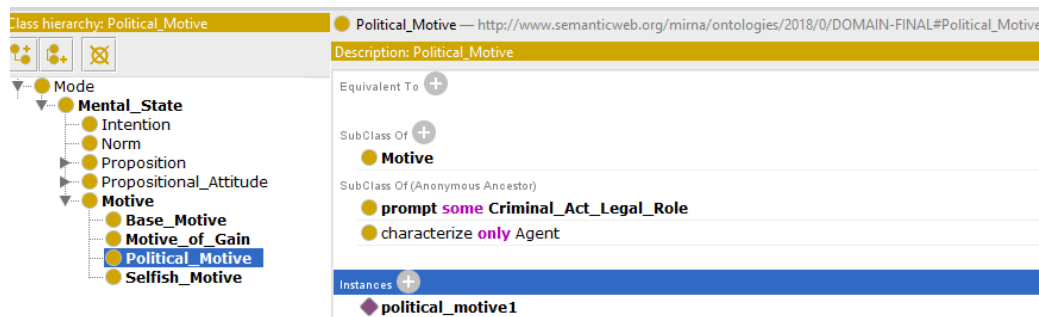 Class hierarchy: Political_Motive
Mode
Mental_State
Intention
Norm
Proposition
Propositional_Attitude
Motive
Base_Motive
Motive_of_Gain
Political_Motive
Selfish_Motive
Political_Motive — http://www.semanticweb.org/mirna/ontologies/2018/0/DOMAIN-FINAL#Political_Motive
Description: Political_Motive
Equivalent To
SubClass Of
Motive
SubClass Of (Anonymous Ancestor)
prompt some Criminal_Act_Legal_Role
characterize only Agent
Instances
political_motive1